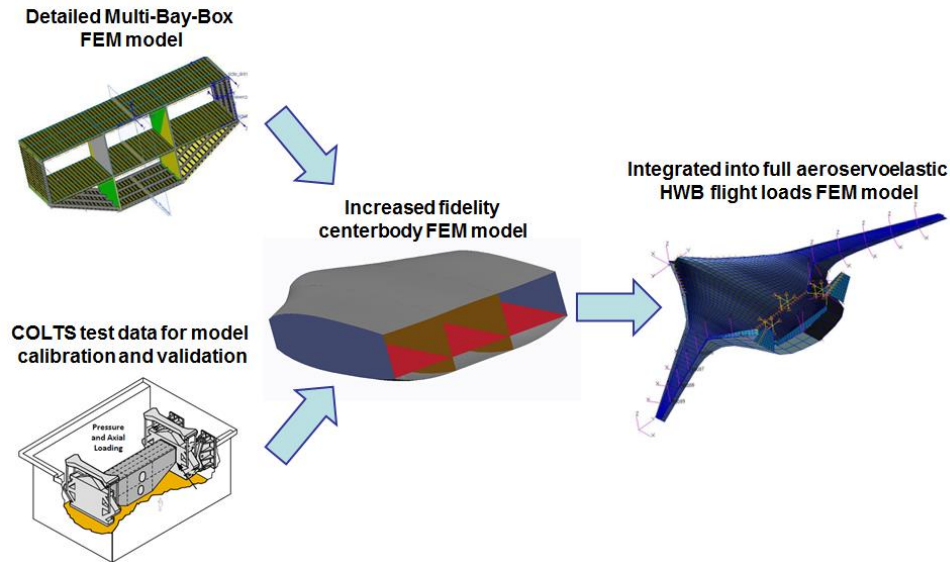 Detailed Multi-Bay-Box
FEM model
Increased fidelity
centerbody FEM model
Integrated into full aeroservoelastic
HWB flight loads FEM model
COLTS test data for model
calibration and validation
Pressure
and Axial
Loading